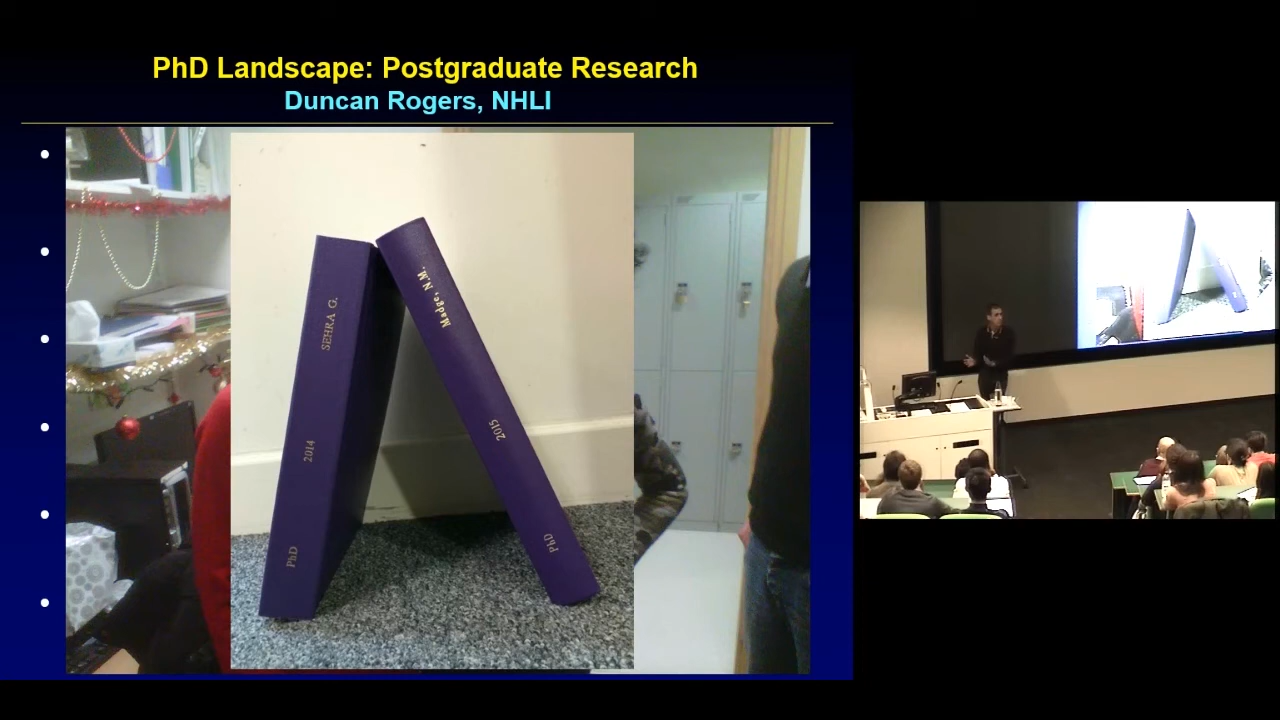 PhD Landscape: Postgraduate Research
Duncan Rogers, NHLI
SEHRA G.
2014
PhD
Madge, N.M.
2015
PhD